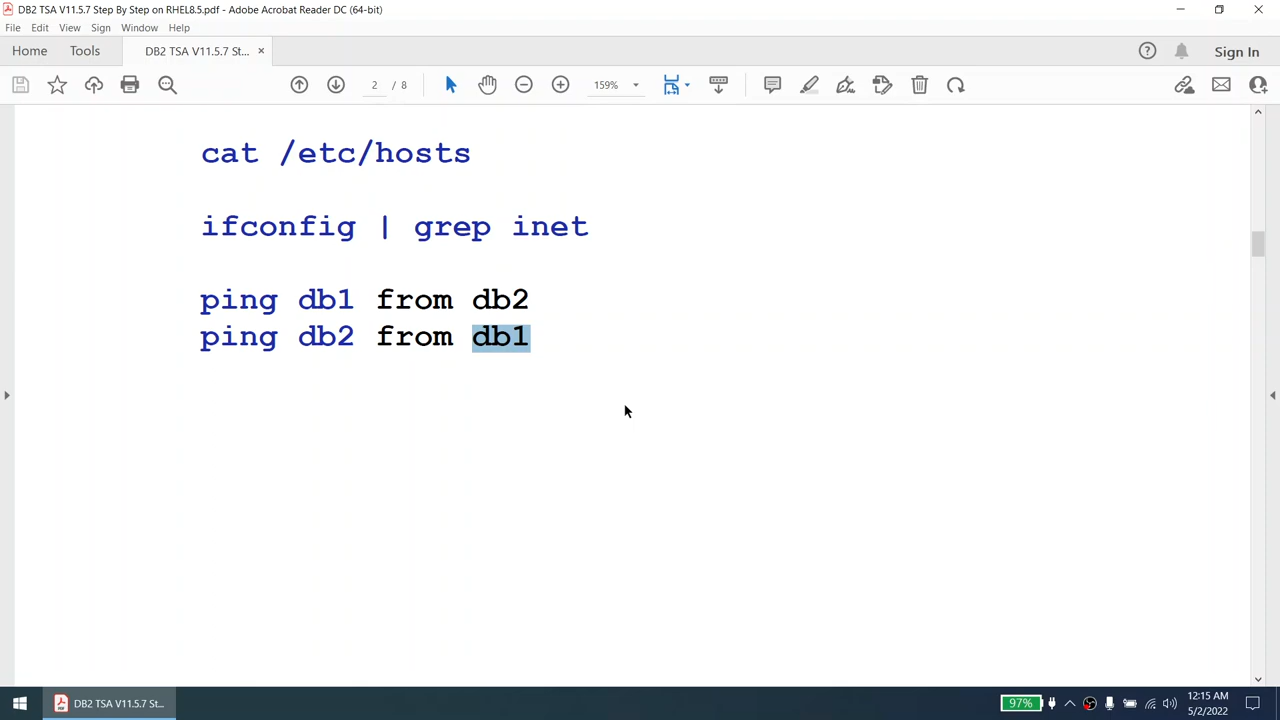 DB2 TSA V11.5.7 Step By Step on RHEL8.5.pdf - Adobe Acrobat Reader DC (64-bit)
File Edit View Sign Window Help
Home Tools DB2 TSA V11.5.7 St... × Sign In
2 / 8 159%
cat /etc/hosts
ifconfig | grep inet
ping db1 from db2
ping db2 from db1
DB2 TSA V11.5.7 St... 97% 12:15 AM
5/2/2022